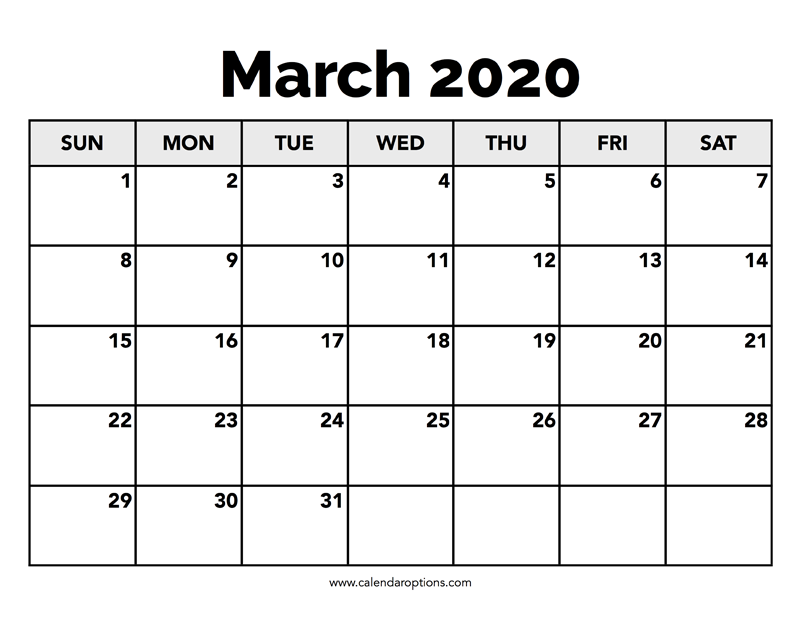 March 2020
SUN MON TUE WED THU FRI SAT
1 2 3 4 5 6 7
8 9 10 11 12 13 14
15 16 17 18 19 20 21
22 23 24 25 26 27 28
29 30 31
www.calendaroptions.com